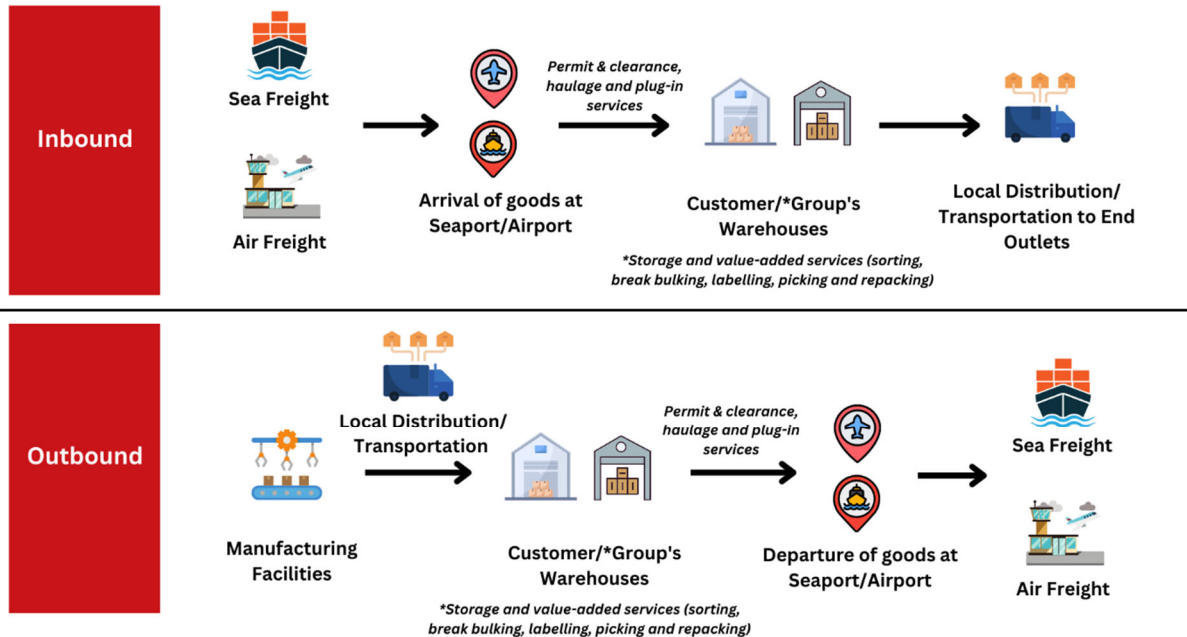 Inbound
Sea Freight
Air Freight
Arrival of goods at
Seaport/Airport
Permit & clearance,
haulage and plug-in
services
Customer/*Group's
Warehouses
*Storage and value-added services (sorting,
break bulking, labelling, picking and repacking)
Local Distribution/
Transportation to End
Outlets
Outbound
Manufacturing
Facilities
Local Distribution/
Transportation
Customer/*Group's
Warehouses
*Storage and value-added services (sorting,
break bulking, labelling, picking and repacking)
Permit & clearance,
haulage and plug-in
services
Departure of goods at
Seaport/Airport
Sea Freight
Air Freight